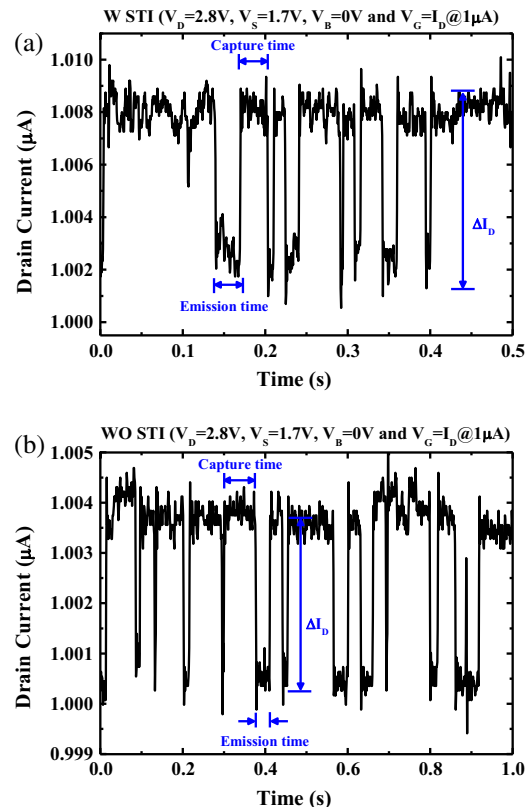 (a)
W STI (V_D=2.8V, V_S=1.7V, V_B=0V and V_G=I_D@1μA)
Capture time
1.010
1.008
1.006
1.004
1.002
1.000
Drain Current (μA)
ΔI_D
Emission time
0.0 0.1 0.2 0.3 0.4 0.5
Time (s)
(b)
WO STI (V_D=2.8V, V_S=1.7V, V_B=0V and V_G=I_D@1μA)
1.005
Capture time
1.004
1.003
1.002
1.001
1.000
0.999
Drain Current (μA)
ΔI_D
Emission time
0.0 0.2 0.4 0.6 0.8 1.0
Time (s)